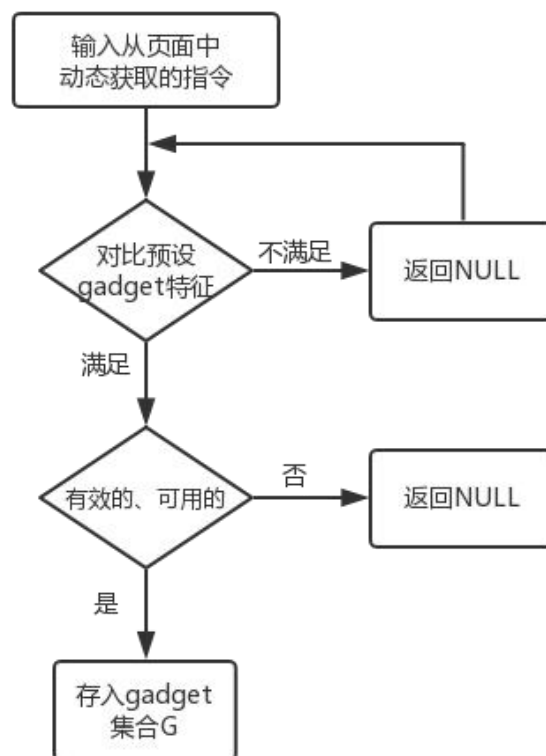 输入从页面中
动态获取的指令
对比预设
gadget特征
不满足
返回NULL
满足
有效的、可用的
否
返回NULL
是
存入gadget
集合G